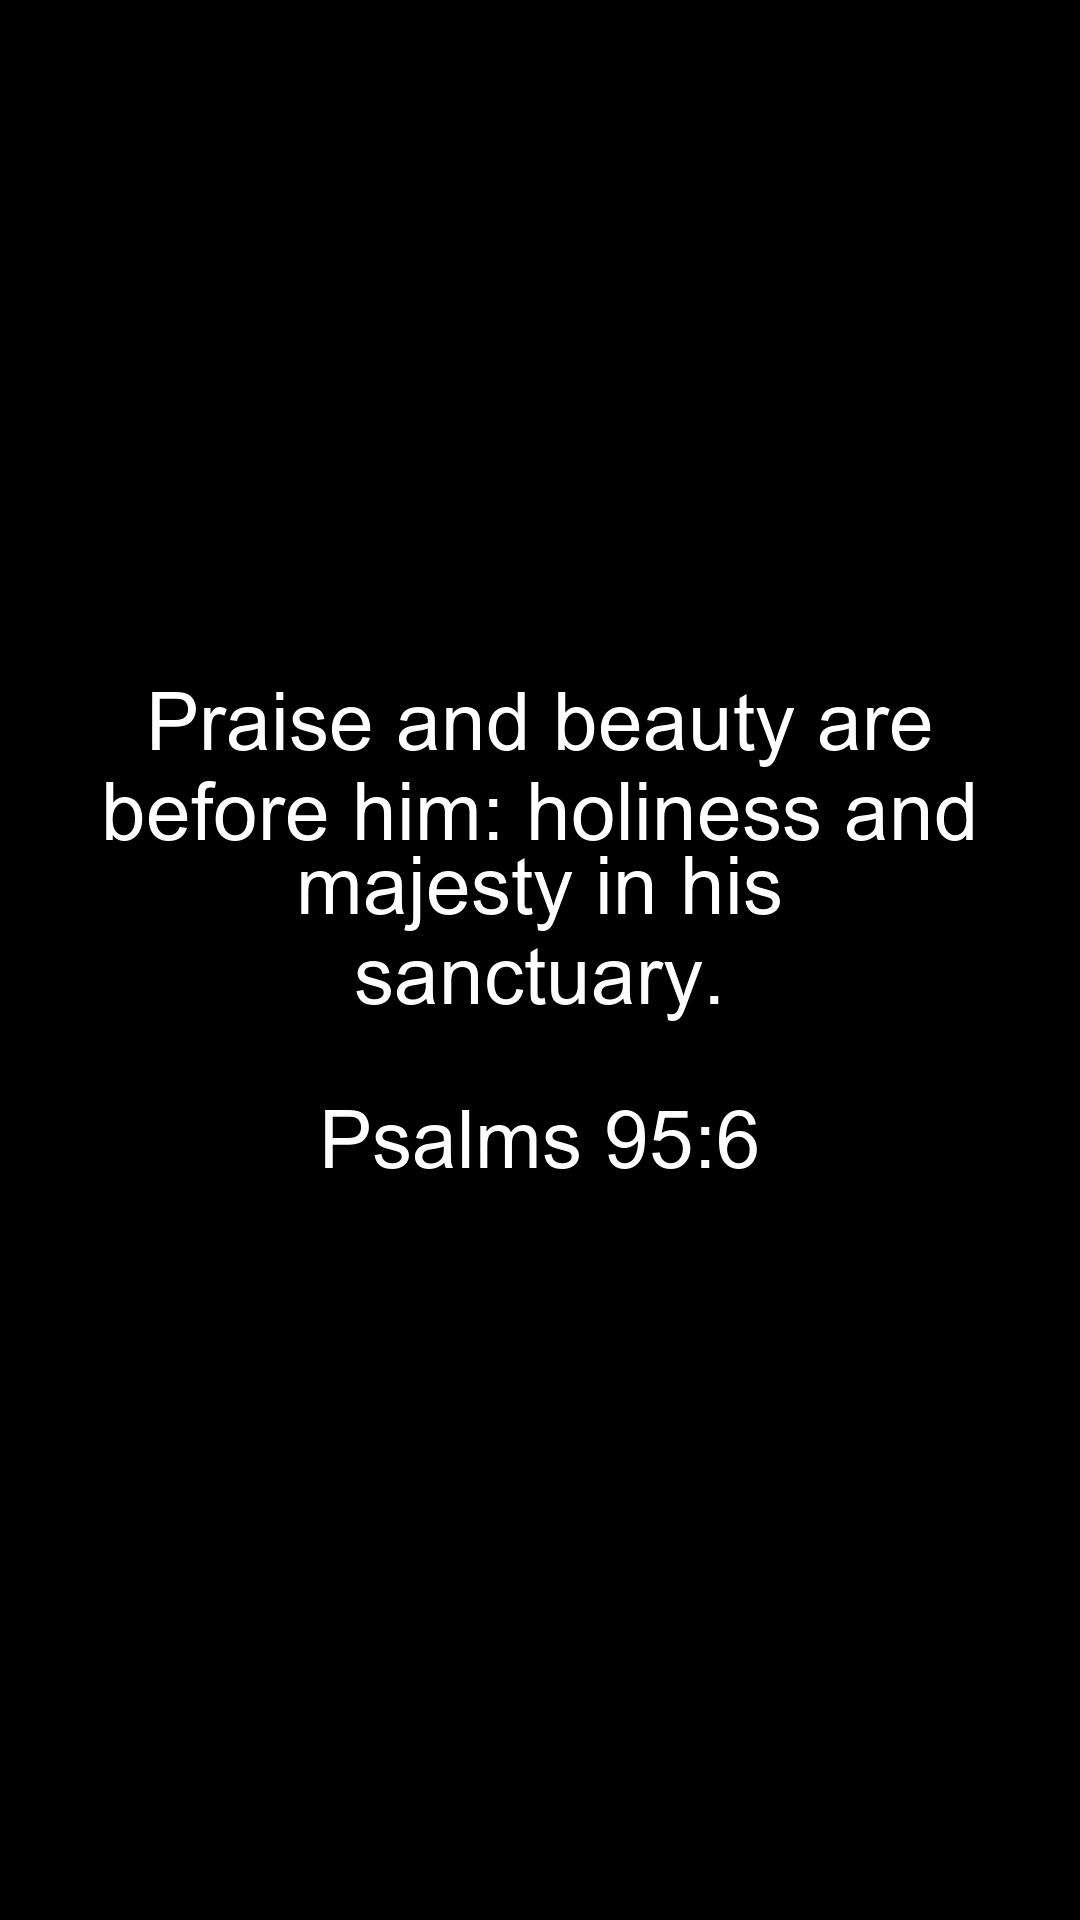 Praise and beauty are
before him: holiness and
majesty in his
sanctuary.
Psalms 95:6